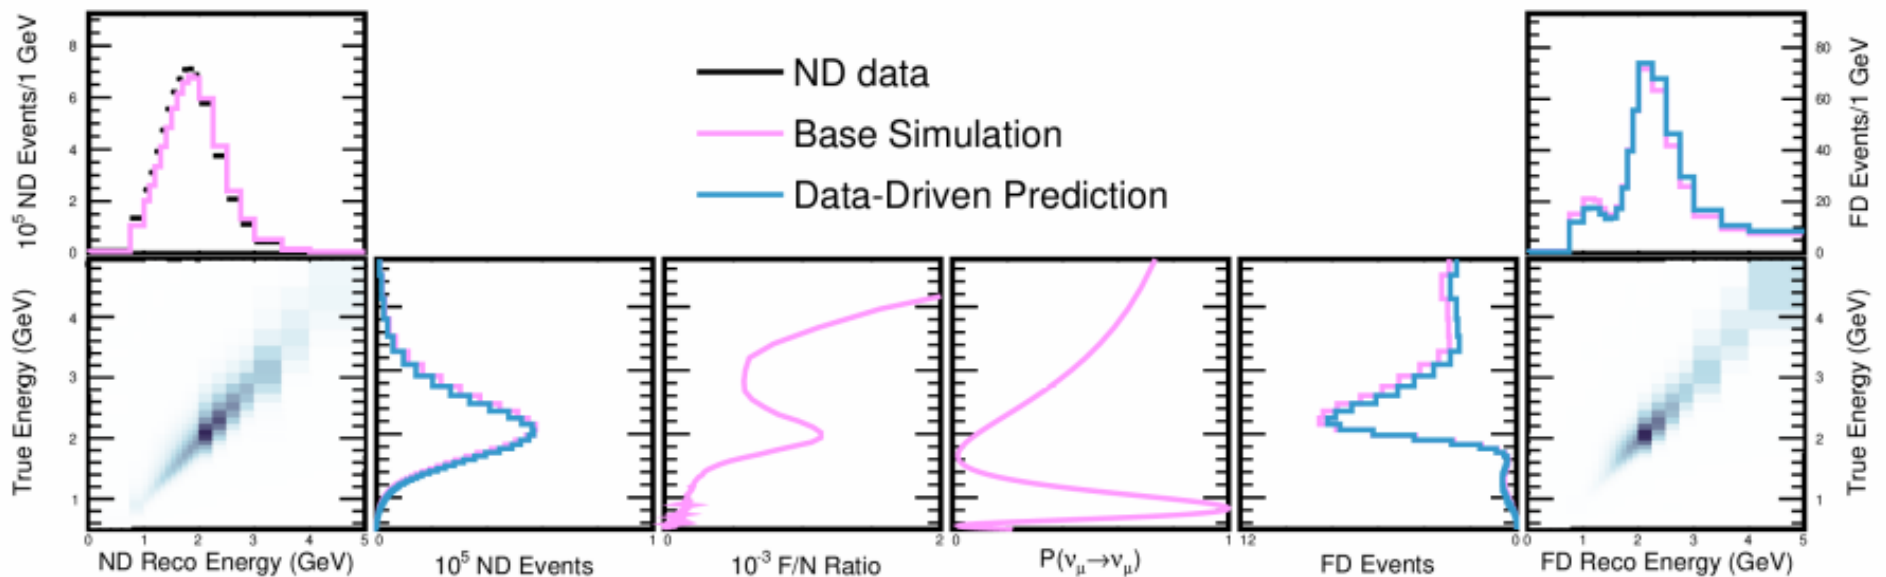 10⁵ ND Events/1 GeV
8
6
4
2
0
ND data
Base Simulation
Data-Driven Prediction
80
60
40
20
0
FD Events/1 GeV
True Energy (GeV)
4
3
2
1
0 1 2 3 4 5
ND Reco Energy (GeV)
0 1
10⁵ ND Events
0 2
10⁻³ F/N Ratio
0 1
P(νμ→νμ)
12 0
FD Events
0 1 2 3 4 5
FD Reco Energy (GeV)
4
3
2
1
True Energy (GeV)